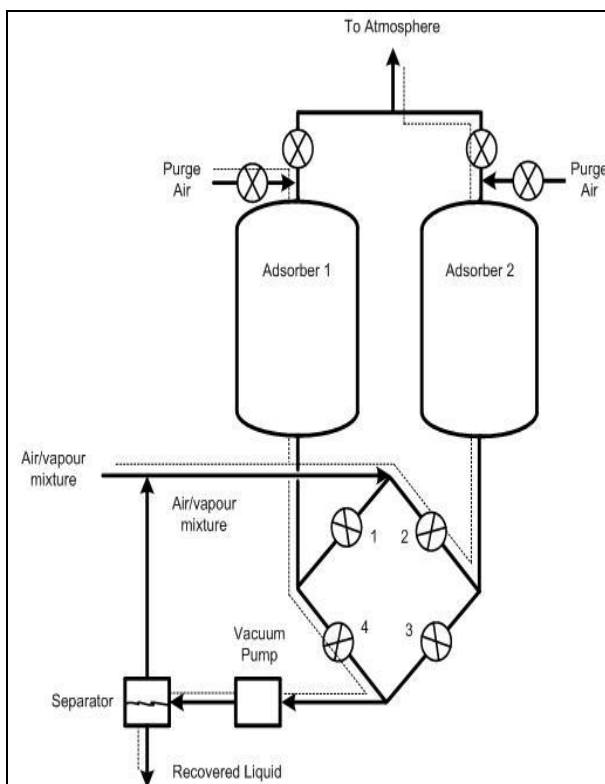 To Atmosphere
Purge
Air
Purge
Air
Adsorber 1
Adsorber 2
Air/vapour
mixture
Air/vapour
mixture
1
2
4
3
Vacuum
Pump
Separator
Recovered Liquid